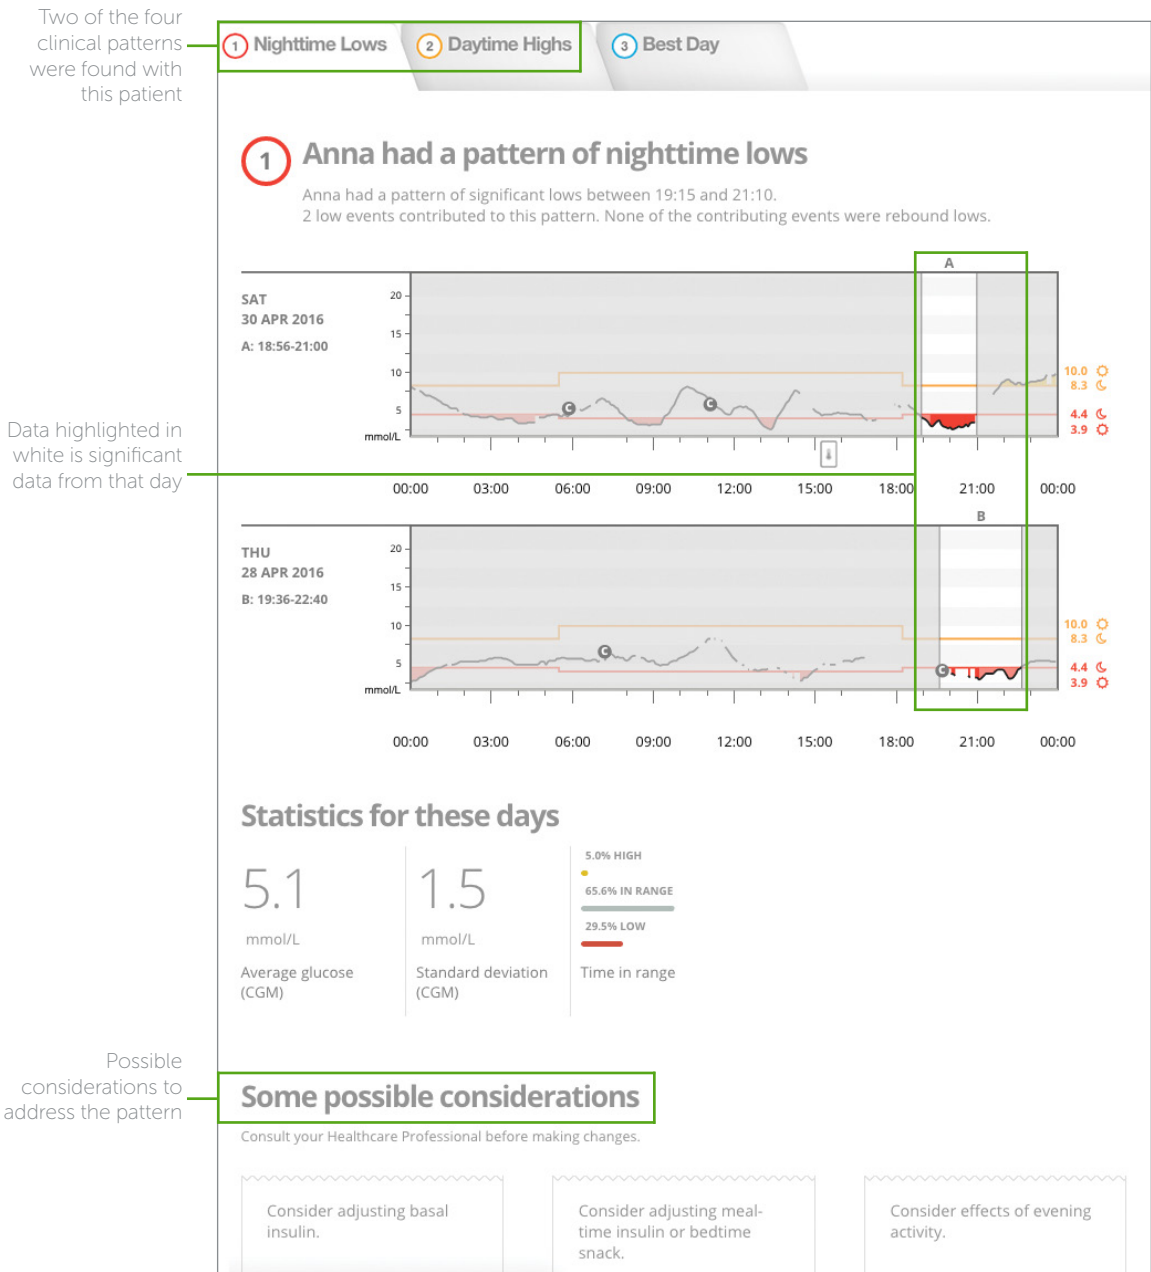 Two of the four
clinical patterns
were found with
this patient
1 Nighttime Lows
2 Daytime Highs
3 Best Day
1 Anna had a pattern of nighttime lows
Anna had a pattern of significant lows between 19:15 and 21:10.
2 low events contributed to this pattern. None of the contributing events were rebound lows.
A
SAT
30 APR 2016
A: 18:56-21:00
20
15
10
5
mmol/L
C
C
10.0
8.3
4.4
3.9
Data highlighted in
white is significant
data from that day
00:00 03:00 06:00 09:00 12:00 15:00 18:00 21:00 00:00
B
THU
28 APR 2016
B: 19:36-22:40
20
15
10
5
mmol/L
C
C
10.0
8.3
4.4
3.9
00:00 03:00 06:00 09:00 12:00 15:00 18:00 21:00 00:00
Statistics for these days
5.1
mmol/L
Average glucose
(CGM)
1.5
mmol/L
Standard deviation
(CGM)
5.0% HIGH
65.6% IN RANGE
29.5% LOW
Time in range
Possible
considerations to
address the pattern
Some possible considerations
Consult your Healthcare Professional before making changes.
Consider adjusting basal
insulin.
Consider adjusting meal-
time insulin or bedtime
snack.
Consider effects of evening
activity.